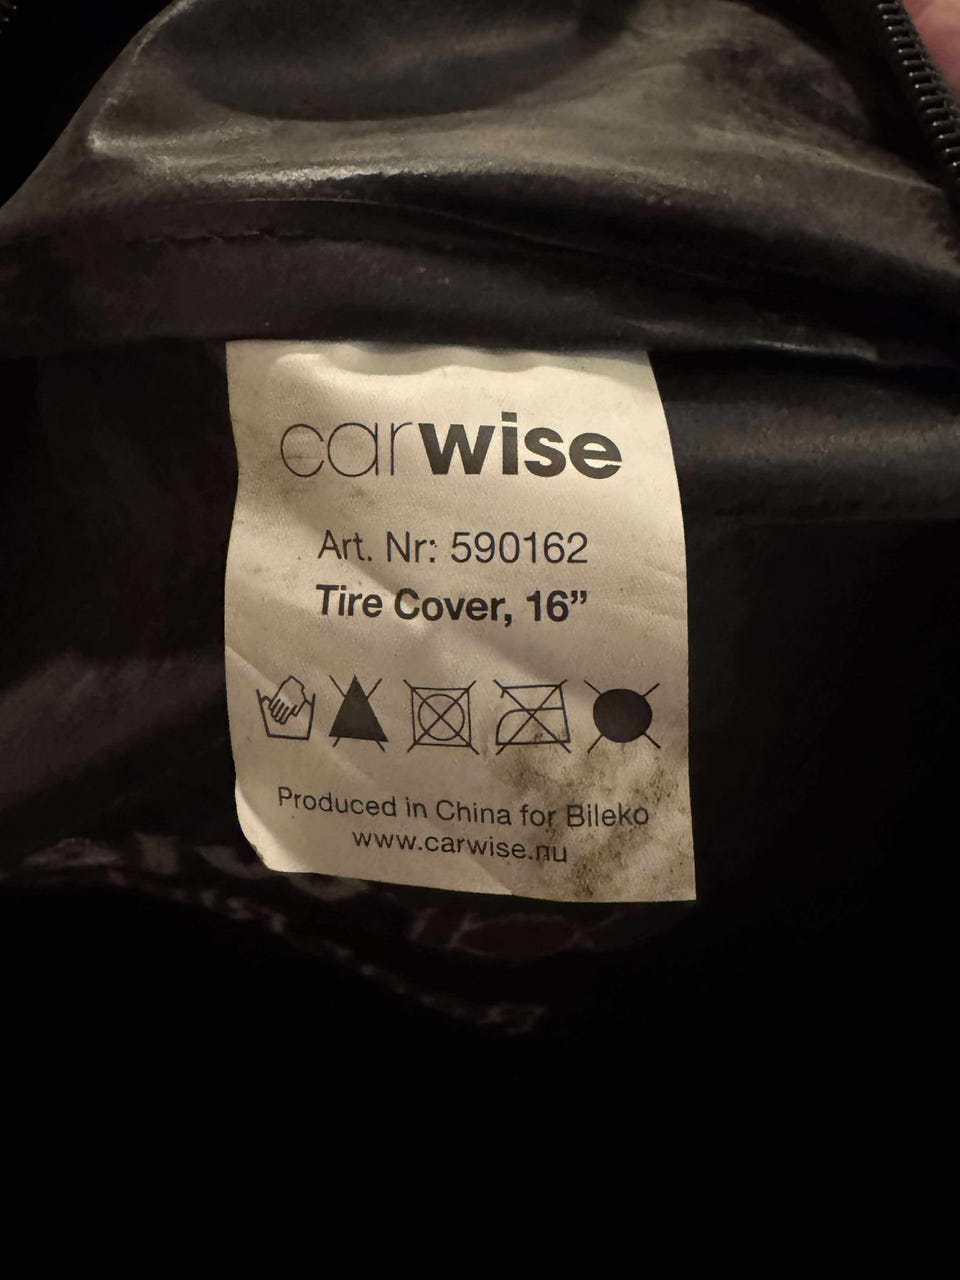 carwise
Art. Nr: 590162
Tire Cover, 16”
Produced in China for Bileko
www.carwise.nu